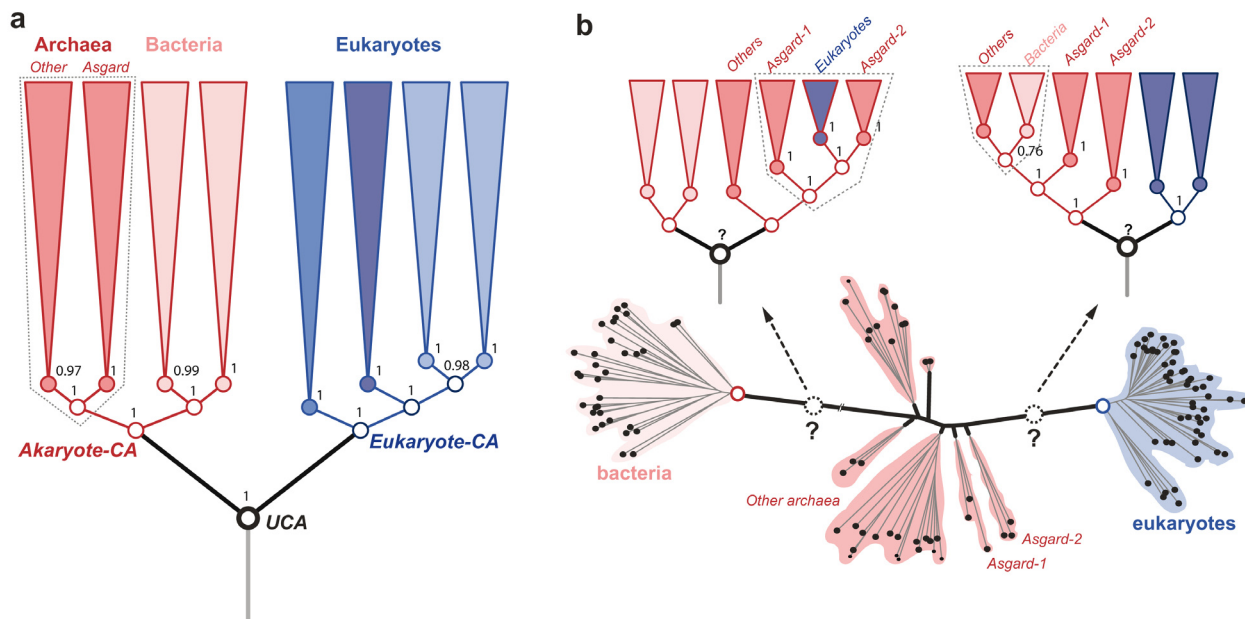 a
Archaea
Bacteria
Eukaryotes
Other
Asgard
0.97
1
0.99
1
1
1
0.98
1
1
1
1
1
1
1
Akaryote-CA
Eukaryote-CA
1
UCA
b
Others
Asgard-1
Eukaryotes
Asgard-2
1
1
1
1
?
Others
Bacteria
Asgard-1
Asgard-2
0.76
1
1
1
1
1
?
?
?
bacteria
Other archaea
Asgard-1
Asgard-2
eukaryotes